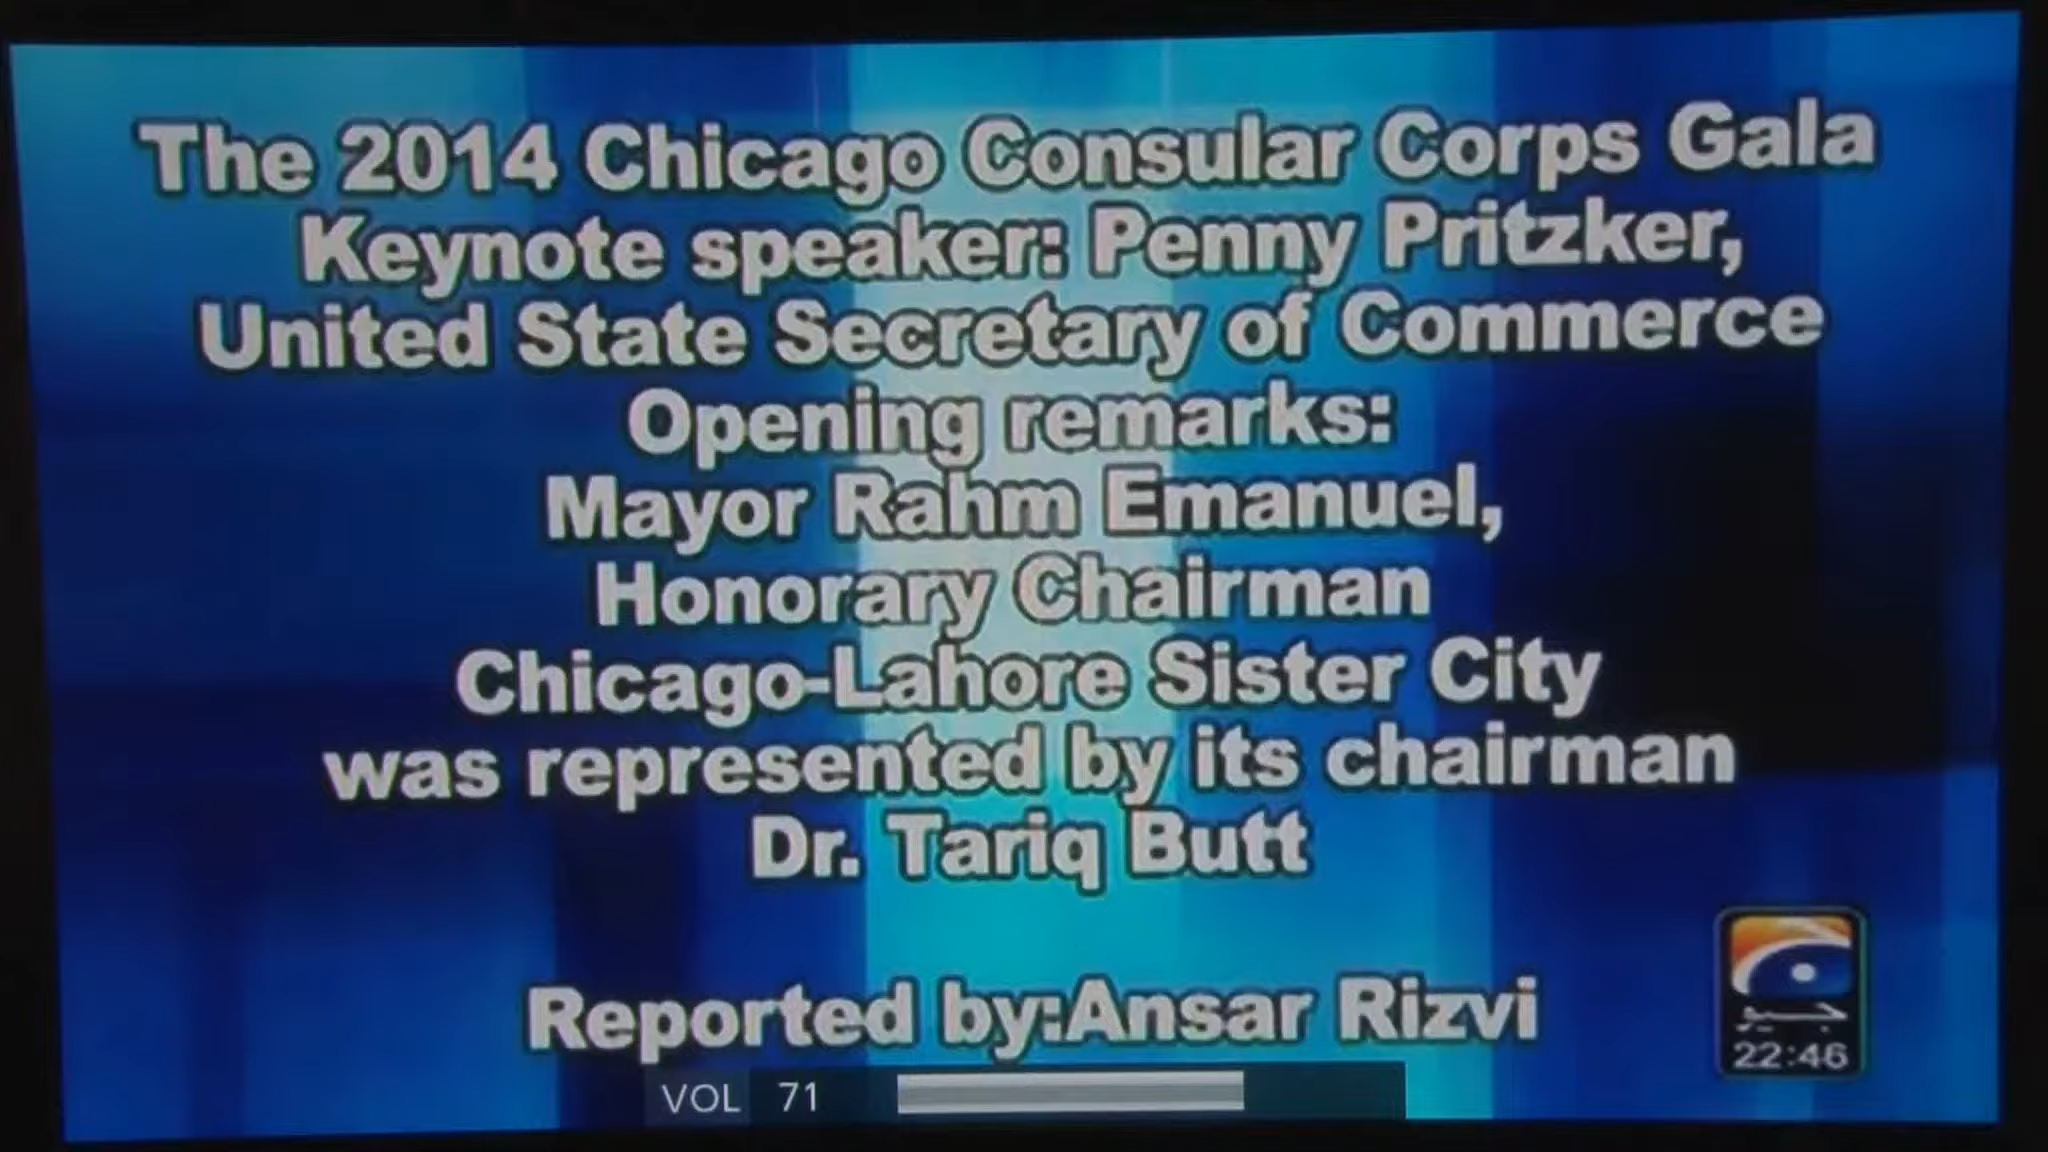 The 2014 Chicago Consular Corps Gala
Keynote speaker: Penny Pritzker,
United State Secretary of Commerce
Opening remarks:
Mayor Rahm Emanuel,
Honorary Chairman
Chicago-Lahore Sister City
was represented by its chairman
Dr. Tariq Butt
Reported by:Ansar Rizvi
جیو
22:46
VOL 71